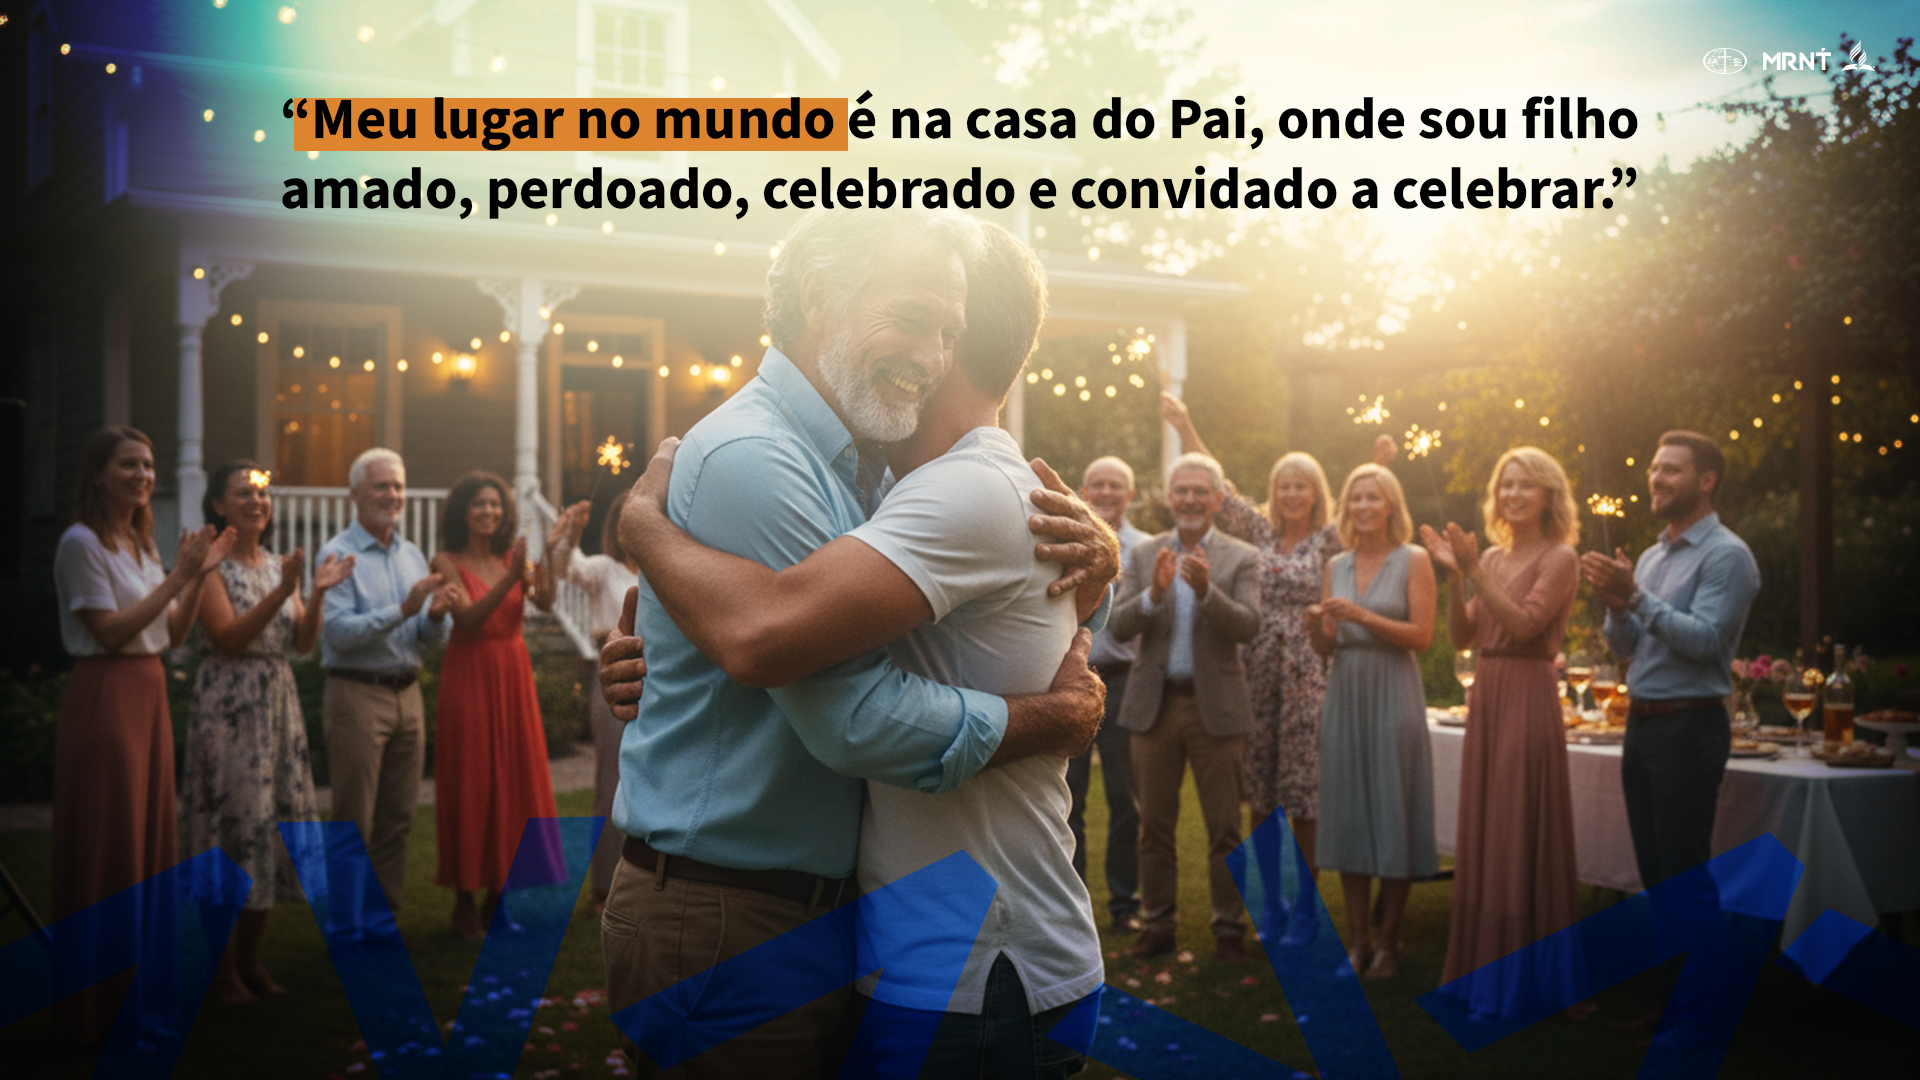 “Meu lugar no mundo é na casa do Pai, onde sou filho
amado, perdoado, celebrado e convidado a celebrar.”
MRNT